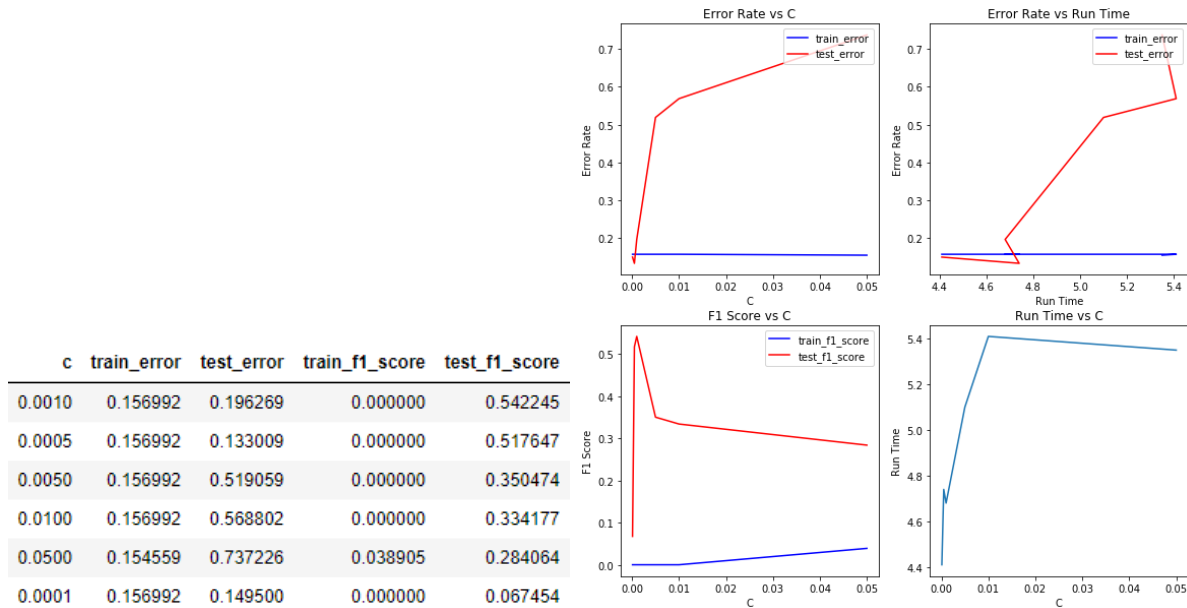 c train_error test_error train_f1_score test_f1_score
0.0010 0.156992 0.196269 0.000000 0.542245
0.0005 0.156992 0.133009 0.000000 0.517647
0.0050 0.156992 0.519059 0.000000 0.350474
0.0100 0.156992 0.568802 0.000000 0.334177
0.0500 0.154559 0.737226 0.038905 0.284064
0.0001 0.156992 0.149500 0.000000 0.067454
Error Rate vs C
train_error
test_error
0.7
0.6
0.5
0.4
0.3
0.2
Error Rate
0.00 0.01 0.02 0.03 0.04 0.05
C
Error Rate vs Run Time
train_error
test_error
0.7
0.6
0.5
0.4
0.3
0.2
Error Rate
4.4 4.6 4.8 5.0 5.2 5.4
Run Time
F1 Score vs C
train_f1_score
test_f1_score
0.5
0.4
0.3
0.2
0.1
0.0
F1 Score
0.00 0.01 0.02 0.03 0.04 0.05
C
Run Time vs C
5.4
5.2
5.0
4.8
4.6
4.4
Run Time
0.00 0.01 0.02 0.03 0.04 0.05
C